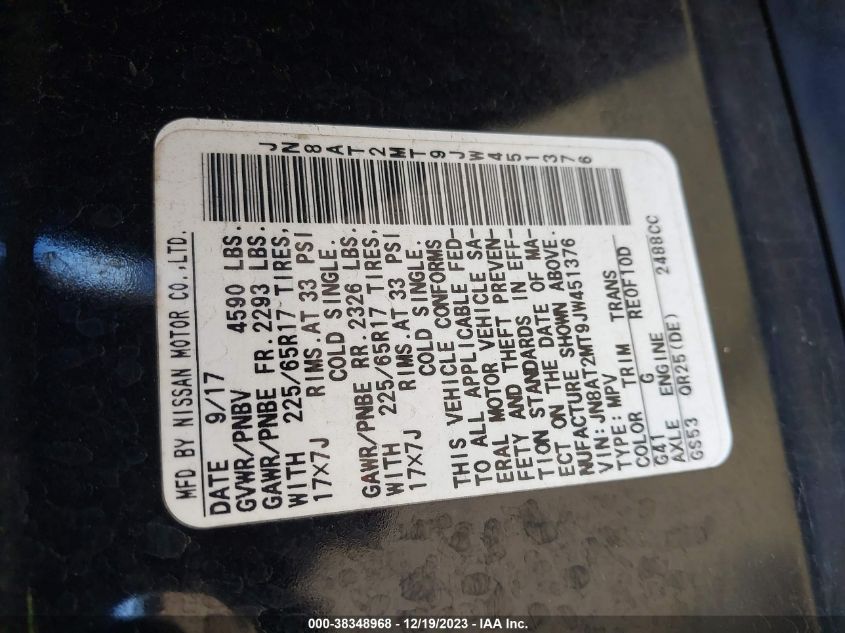 MFD BY NISSAN MOTOR CO.,LTD.
DATE 9/17
GVWR/PNBV 4590 LBS.
GAWR/PNBE FR. 2293 LBS.
WITH 225/65R17 TIRES,
17X7J RIMS.AT 33 PSI
COLD SINGLE.
GAWR/PNBE RR. 2326 LBS.
WITH 225/65R17 TIRES,
17X7J RIMS.AT 33 PSI
COLD SINGLE.
THIS VEHICLE CONFORMS
TO ALL APPLICABLE FED-
ERAL MOTOR VEHICLE SA-
FETY AND THEFT PREVEN-
TION STANDARDS IN EFF-
ECT ON THE DATE OF MA-
NUFACTURE SHOWN ABOVE.
VIN:JN8AT2MT9JW451376
TYPE: MPV
COLOR TRIM TRANS
G41 G RE0F10D
AXLE ENGINE
GS53 QR25(DE) 2488CC
JN8AT2MT9JW451376
000-38348968 - 12/19/2023 - IAA Inc.